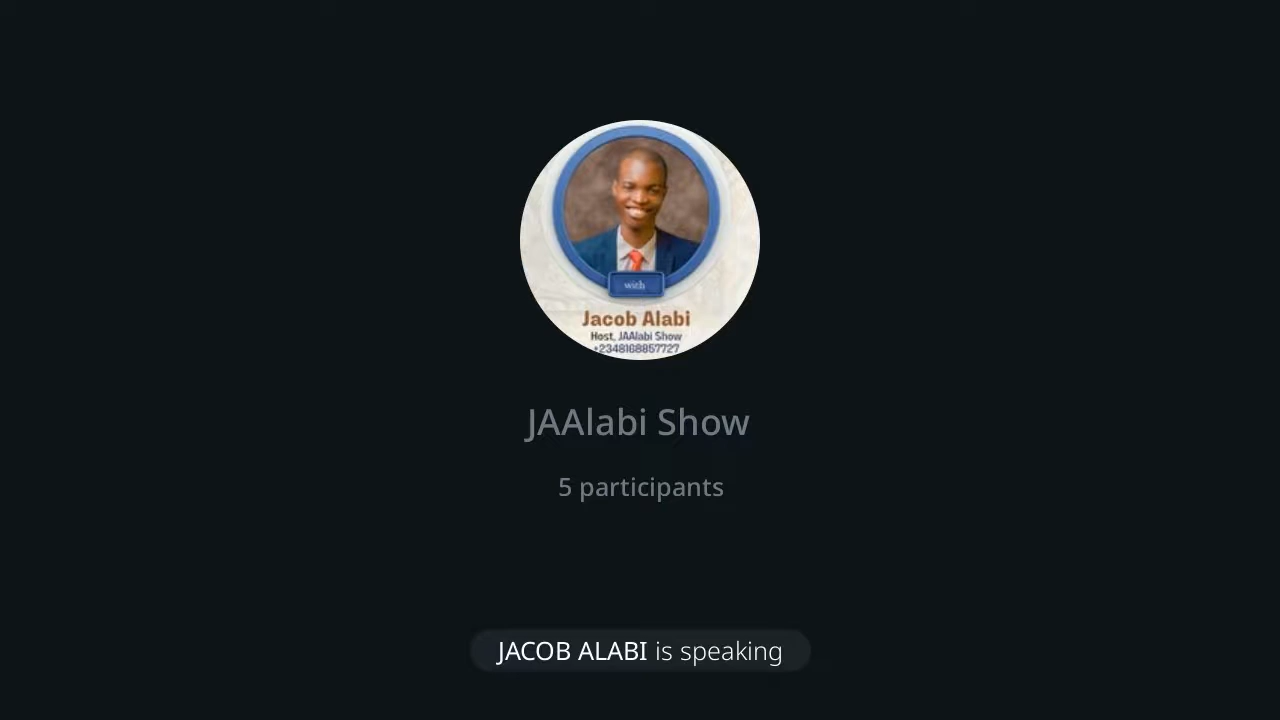 with
Jacob Alabi
Host, JAAlabi Show
+2348168857727
JAAlabi Show
5 participants
JACOB ALABI is speaking